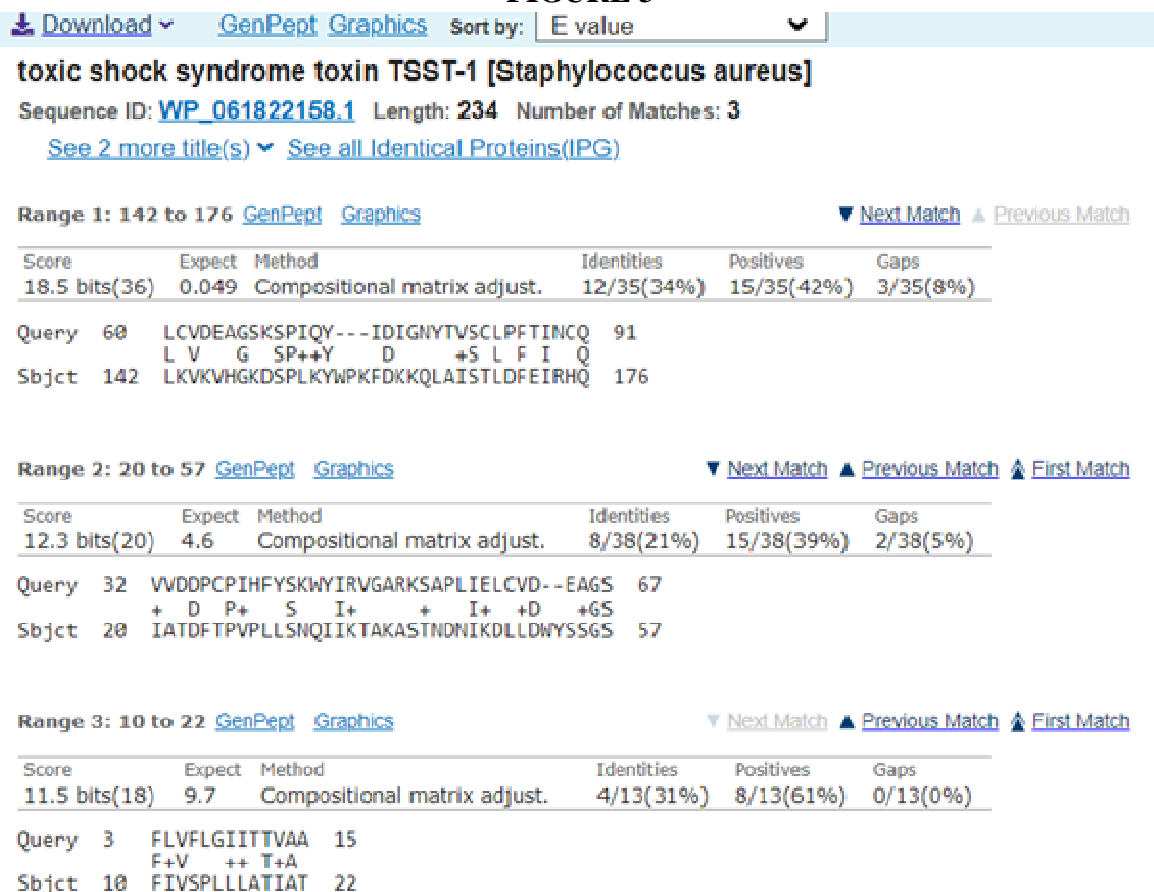 FIGURE 3
Download GenPept Graphics Sort by: E value
toxic shock syndrome toxin TSST-1 [Staphylococcus aureus]
Sequence ID: WP_061822158.1 Length: 234 Number of Matches: 3
See 2 more title(s) See all Identical Proteins(IPG)
Range 1: 142 to 176 GenPept Graphics Next Match Previous Match
Score Expect Method Identities Positives Gaps
18.5 bits(36) 0.049 Compositional matrix adjust. 12/35(34%) 15/35(42%) 3/35(8%)
Query 60 LCVDEAGSKSPIQY---IDIGNYTVSCLPFTINCQ 91
L V G SP++Y D +S L F I Q
Sbjct 142 LKVKVHGKDSPLKYWPKFDKKQLAISTLDFEIRHQ 176
Range 2: 20 to 57 GenPept Graphics Next Match Previous Match First Match
Score Expect Method Identities Positives Gaps
12.3 bits(20) 4.6 Compositional matrix adjust. 8/38(21%) 15/38(39%) 2/38(5%)
Query 32 VVDDPCPIHFYSKWYIRVGARKSAPLIELCVD--EAGS 67
+ D P+ S I+ + I+ +D +GS
Sbjct 20 IATDFTPVPLLSNQIIKTAKASTNDNIKDLLDWYSSGS 57
Range 3: 10 to 22 GenPept Graphics Next Match Previous Match First Match
Score Expect Method Identities Positives Gaps
11.5 bits(18) 9.7 Compositional matrix adjust. 4/13(31%) 8/13(61%) 0/13(0%)
Query 3 FLVFLGIITTVAA 15
F+V ++ T+A
Sbjct 10 FIVSPLLLATIAT 22